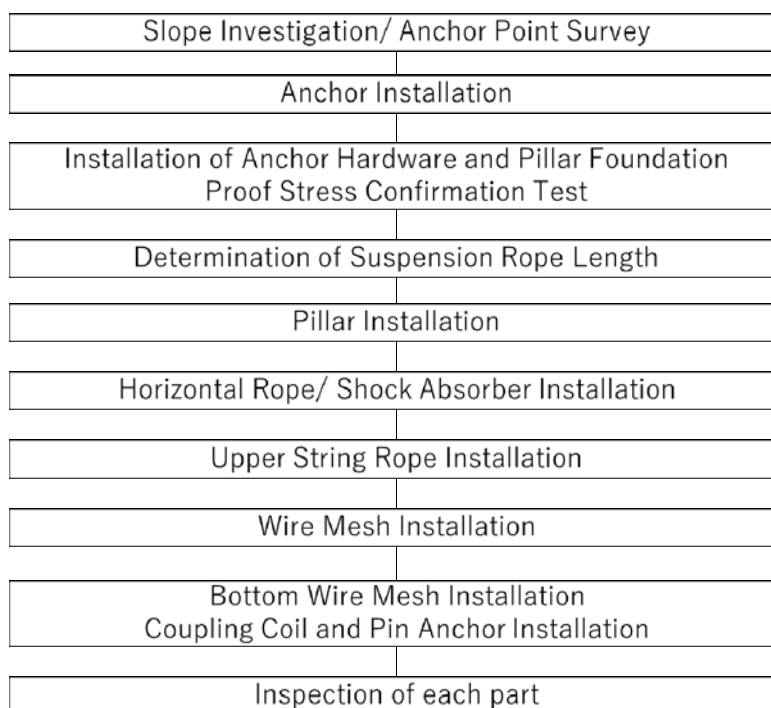 Slope Investigation/ Anchor Point Survey
Anchor Installation
Installation of Anchor Hardware and Pillar Foundation
Proof Stress Confirmation Test
Determination of Suspension Rope Length
Pillar Installation
Horizontal Rope/ Shock Absorber Installation
Upper String Rope Installation
Wire Mesh Installation
Bottom Wire Mesh Installation
Coupling Coil and Pin Anchor Installation
Inspection of each part